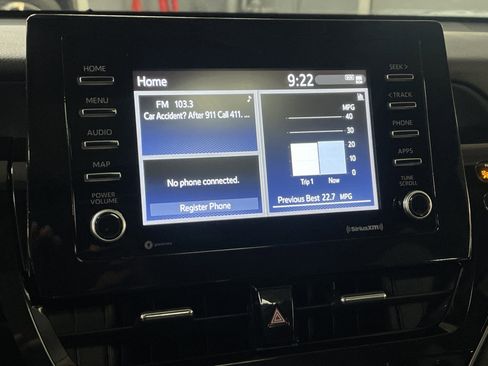 HOME
MENU
AUDIO
MAP
POWER
VOLUME
Home
9:22
FM 103.3
Car Accident? After 911 Call 411. ...
No phone connected.
Register Phone
MPG
40
30
20
10
0
Trip 1 Now
Previous Best 22.7 MPG
SEEK >
< TRACK
PHONE
APPS
TUNE
SCROLL
((SiriusXM))